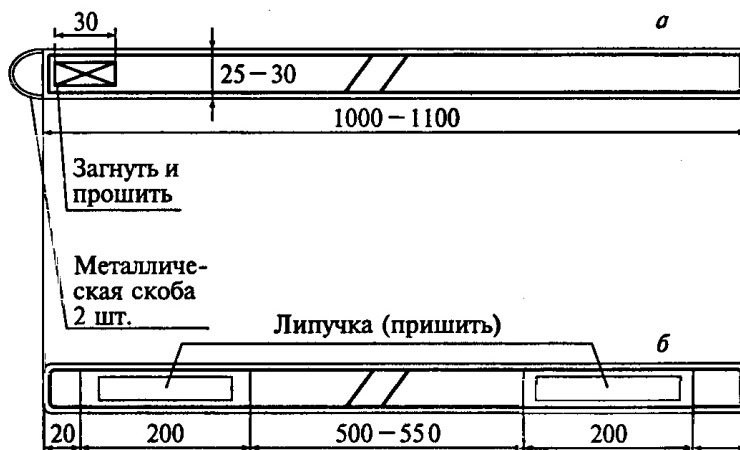 30
а
25 – 30
1000 – 1100
Загнуть и
прошить
Металличе-
ская скоба
2 шт.
Липучка (пришить)
б
20
200
500 – 550
200